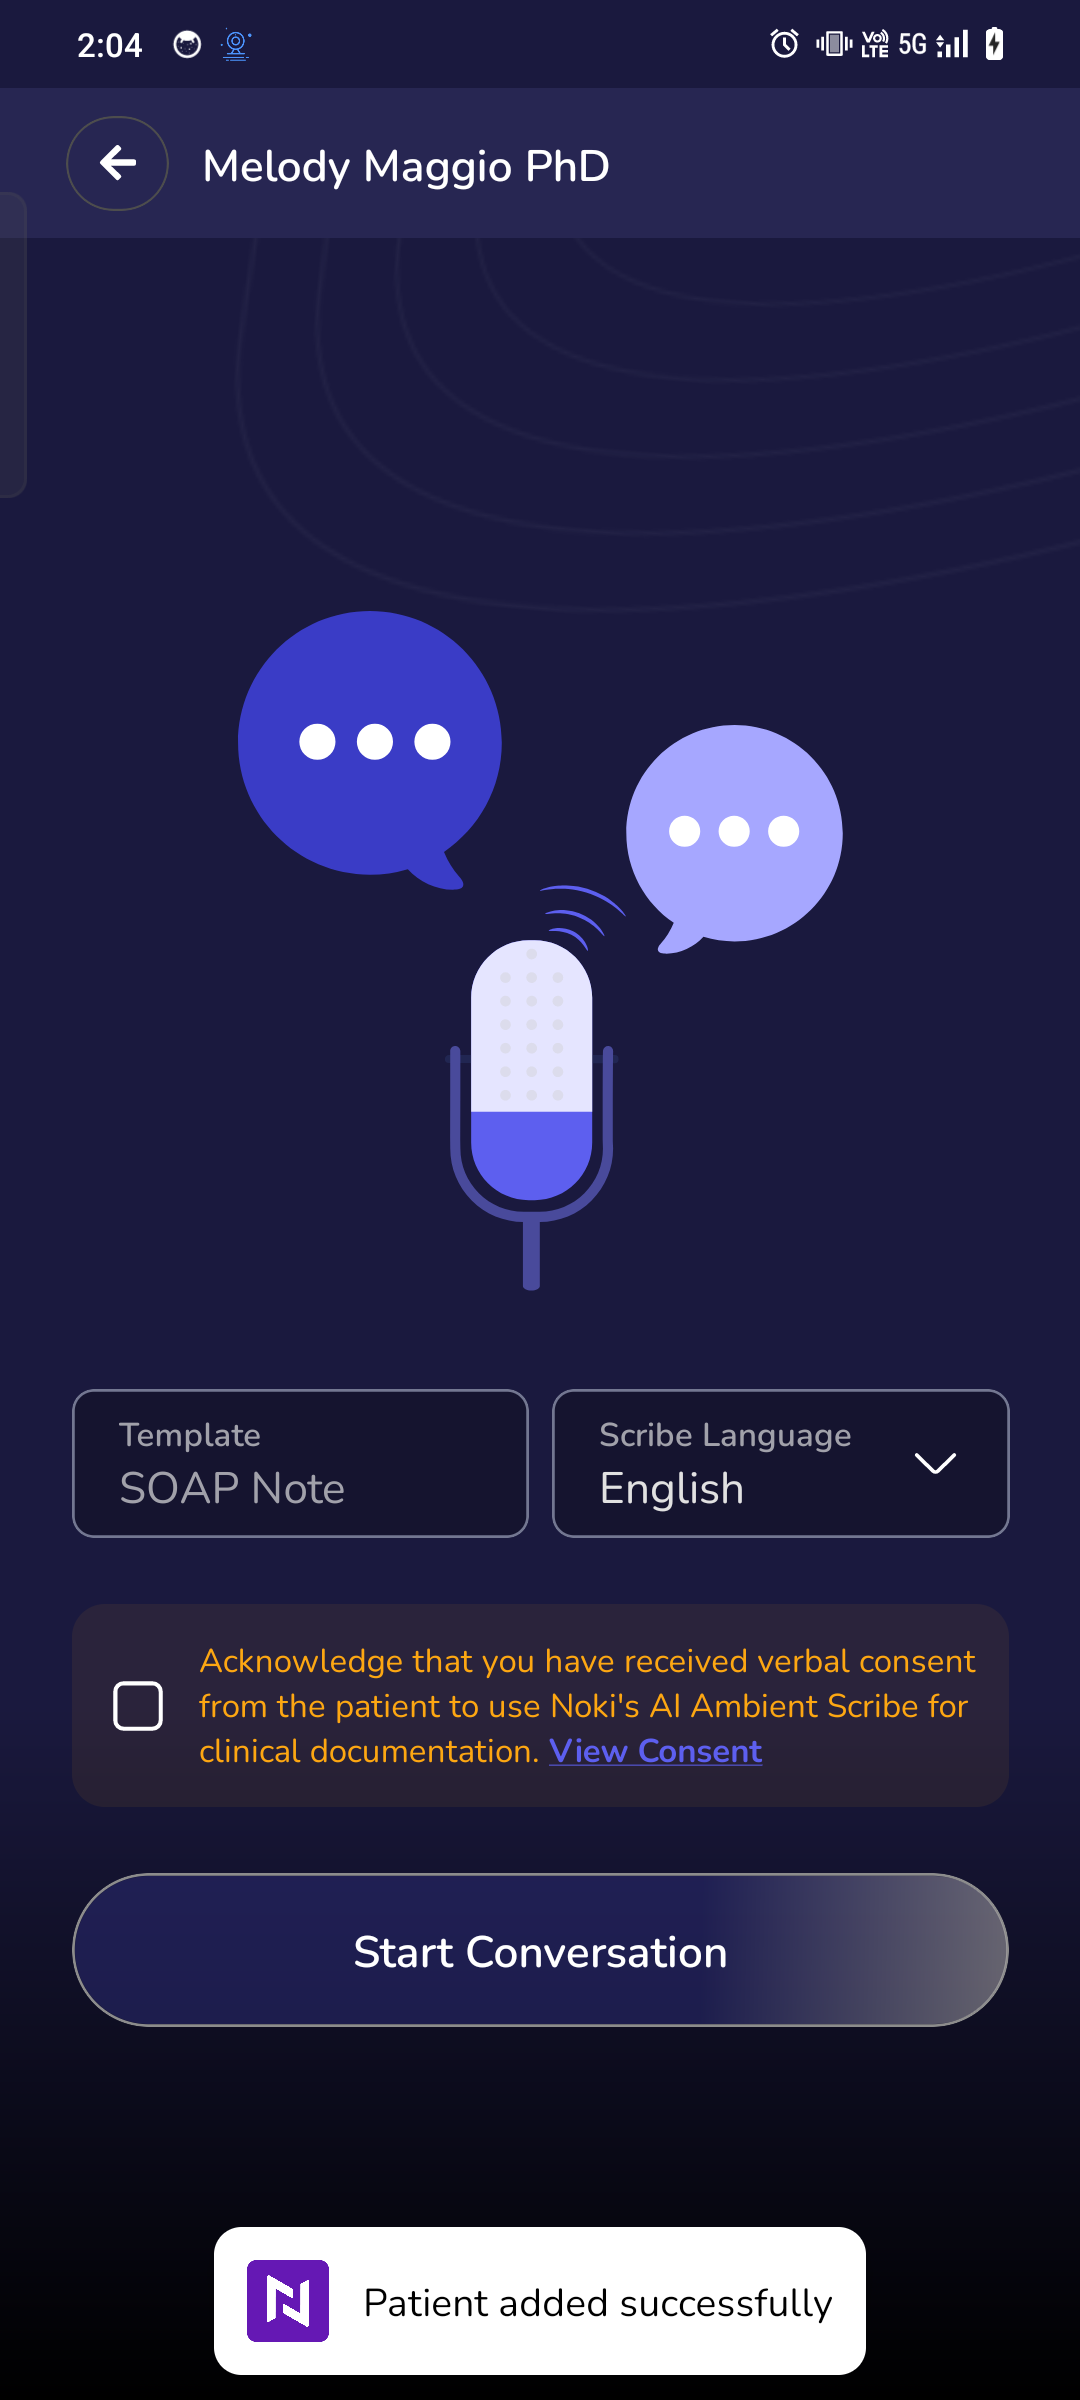 2:04
Vo) LTE 5G
Melody Maggio PhD
Template
SOAP Note
Scribe Language
English
Acknowledge that you have received verbal consent
from the patient to use Noki's AI Ambient Scribe for
clinical documentation. View Consent
Start Conversation
Patient added successfully